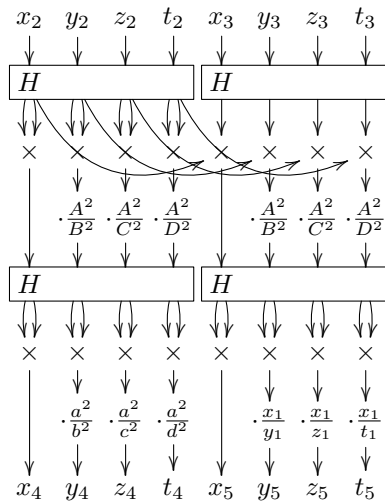 x₂ y₂ z₂ t₂ x₃ y₃ z₃ t₃
H H
× × × × × × × ×
·A²/B² ·A²/C² ·A²/D² ·A²/B² ·A²/C² ·A²/D²
H H
× × × × × × × ×
·a²/b² ·a²/c² ·a²/d² ·x₁/y₁ ·x₁/z₁ ·x₁/t₁
x₄ y₄ z₄ t₄ x₅ y₅ z₅ t₅